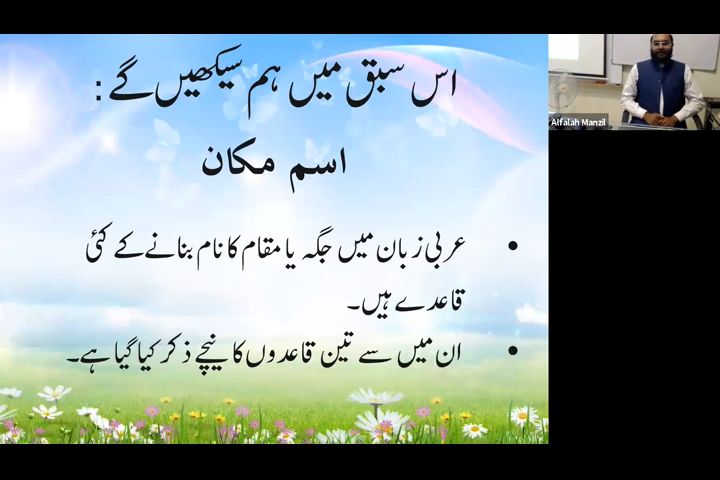 اس سبق میں ہم سیکھیں گے :
اسم مکان
• عربی زبان میں جگہ یا مقام کا نام بنانے کے کئی
قاعدے ہیں۔
• ان میں سے تین قاعدوں کا نیچے ذکر کیا گیا ہے۔
Alfalah Manzil